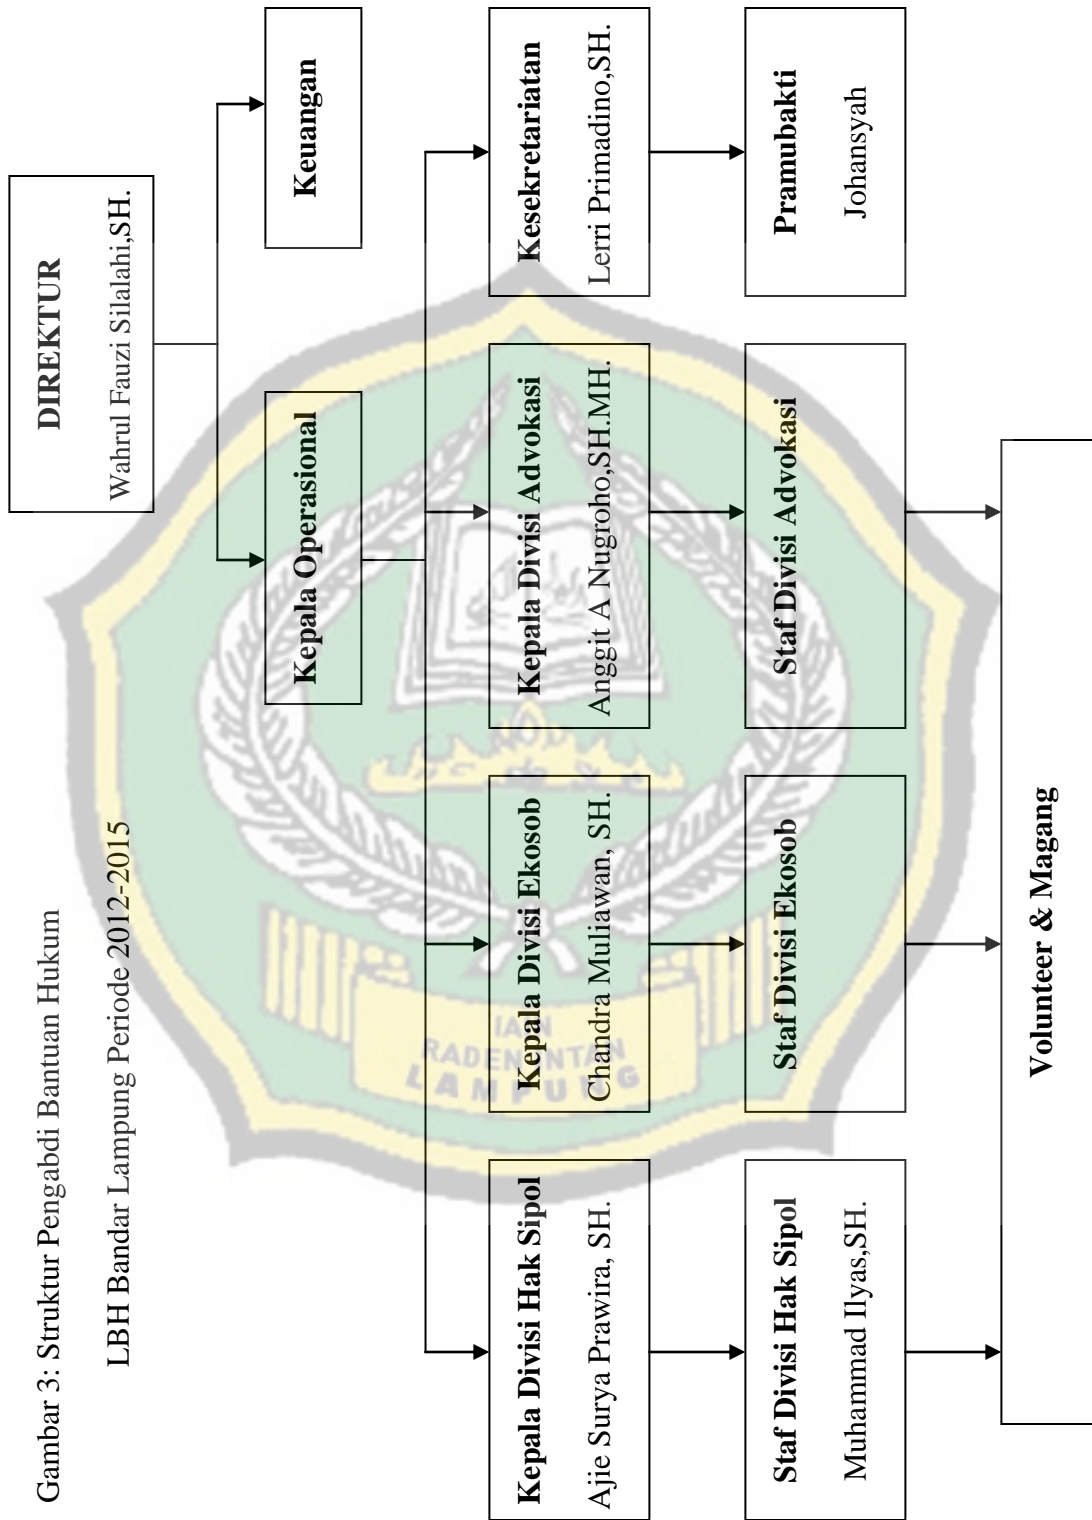 Gambar 3: Struktur Pengabdi Bantuan Hukum
LBH Bandar Lampung Periode 2012-2015
DIREKTUR
Wahrul Fauzi Silalahi,SH.
Kepala Operasional
Keuangan
Kepala Divisi Hak Sipol
Ajie Surya Prawira, SH.
Kepala Divisi Ekosob
Chandra Muliawan, SH.
Kepala Divisi Advokasi
Anggit A Nugroho,SH.MH.
Kesekretariatan
Lerri Primadino,SH.
Staf Divisi Hak Sipol
Muhammad Ilyas,SH.
Staf Divisi Ekosob
Staf Divisi Advokasi
Pramubakti
Johansyah
Volunteer & Magang
IAIN
RADEN INTAN
LAMPUNG